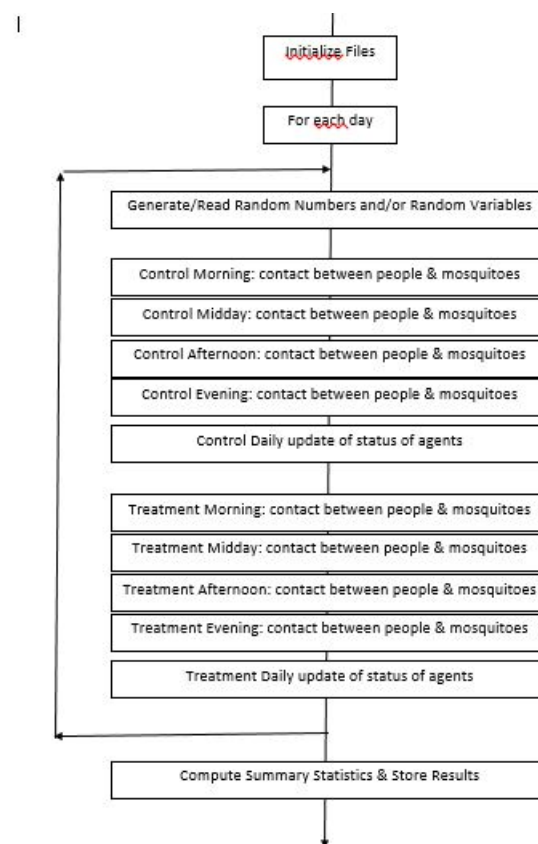 Initialize Files
For each day
Generate/Read Random Numbers and/or Random Variables
Control Morning: contact between people & mosquitoes
Control Midday: contact between people & mosquitoes
Control Afternoon: contact between people & mosquitoes
Control Evening: contact between people & mosquitoes
Control Daily update of status of agents
Treatment Morning: contact between people & mosquitoes
Treatment Midday: contact between people & mosquitoes
Treatment Afternoon: contact between people & mosquitoes
Treatment Evening: contact between people & mosquitoes
Treatment Daily update of status of agents
Compute Summary Statistics & Store Results